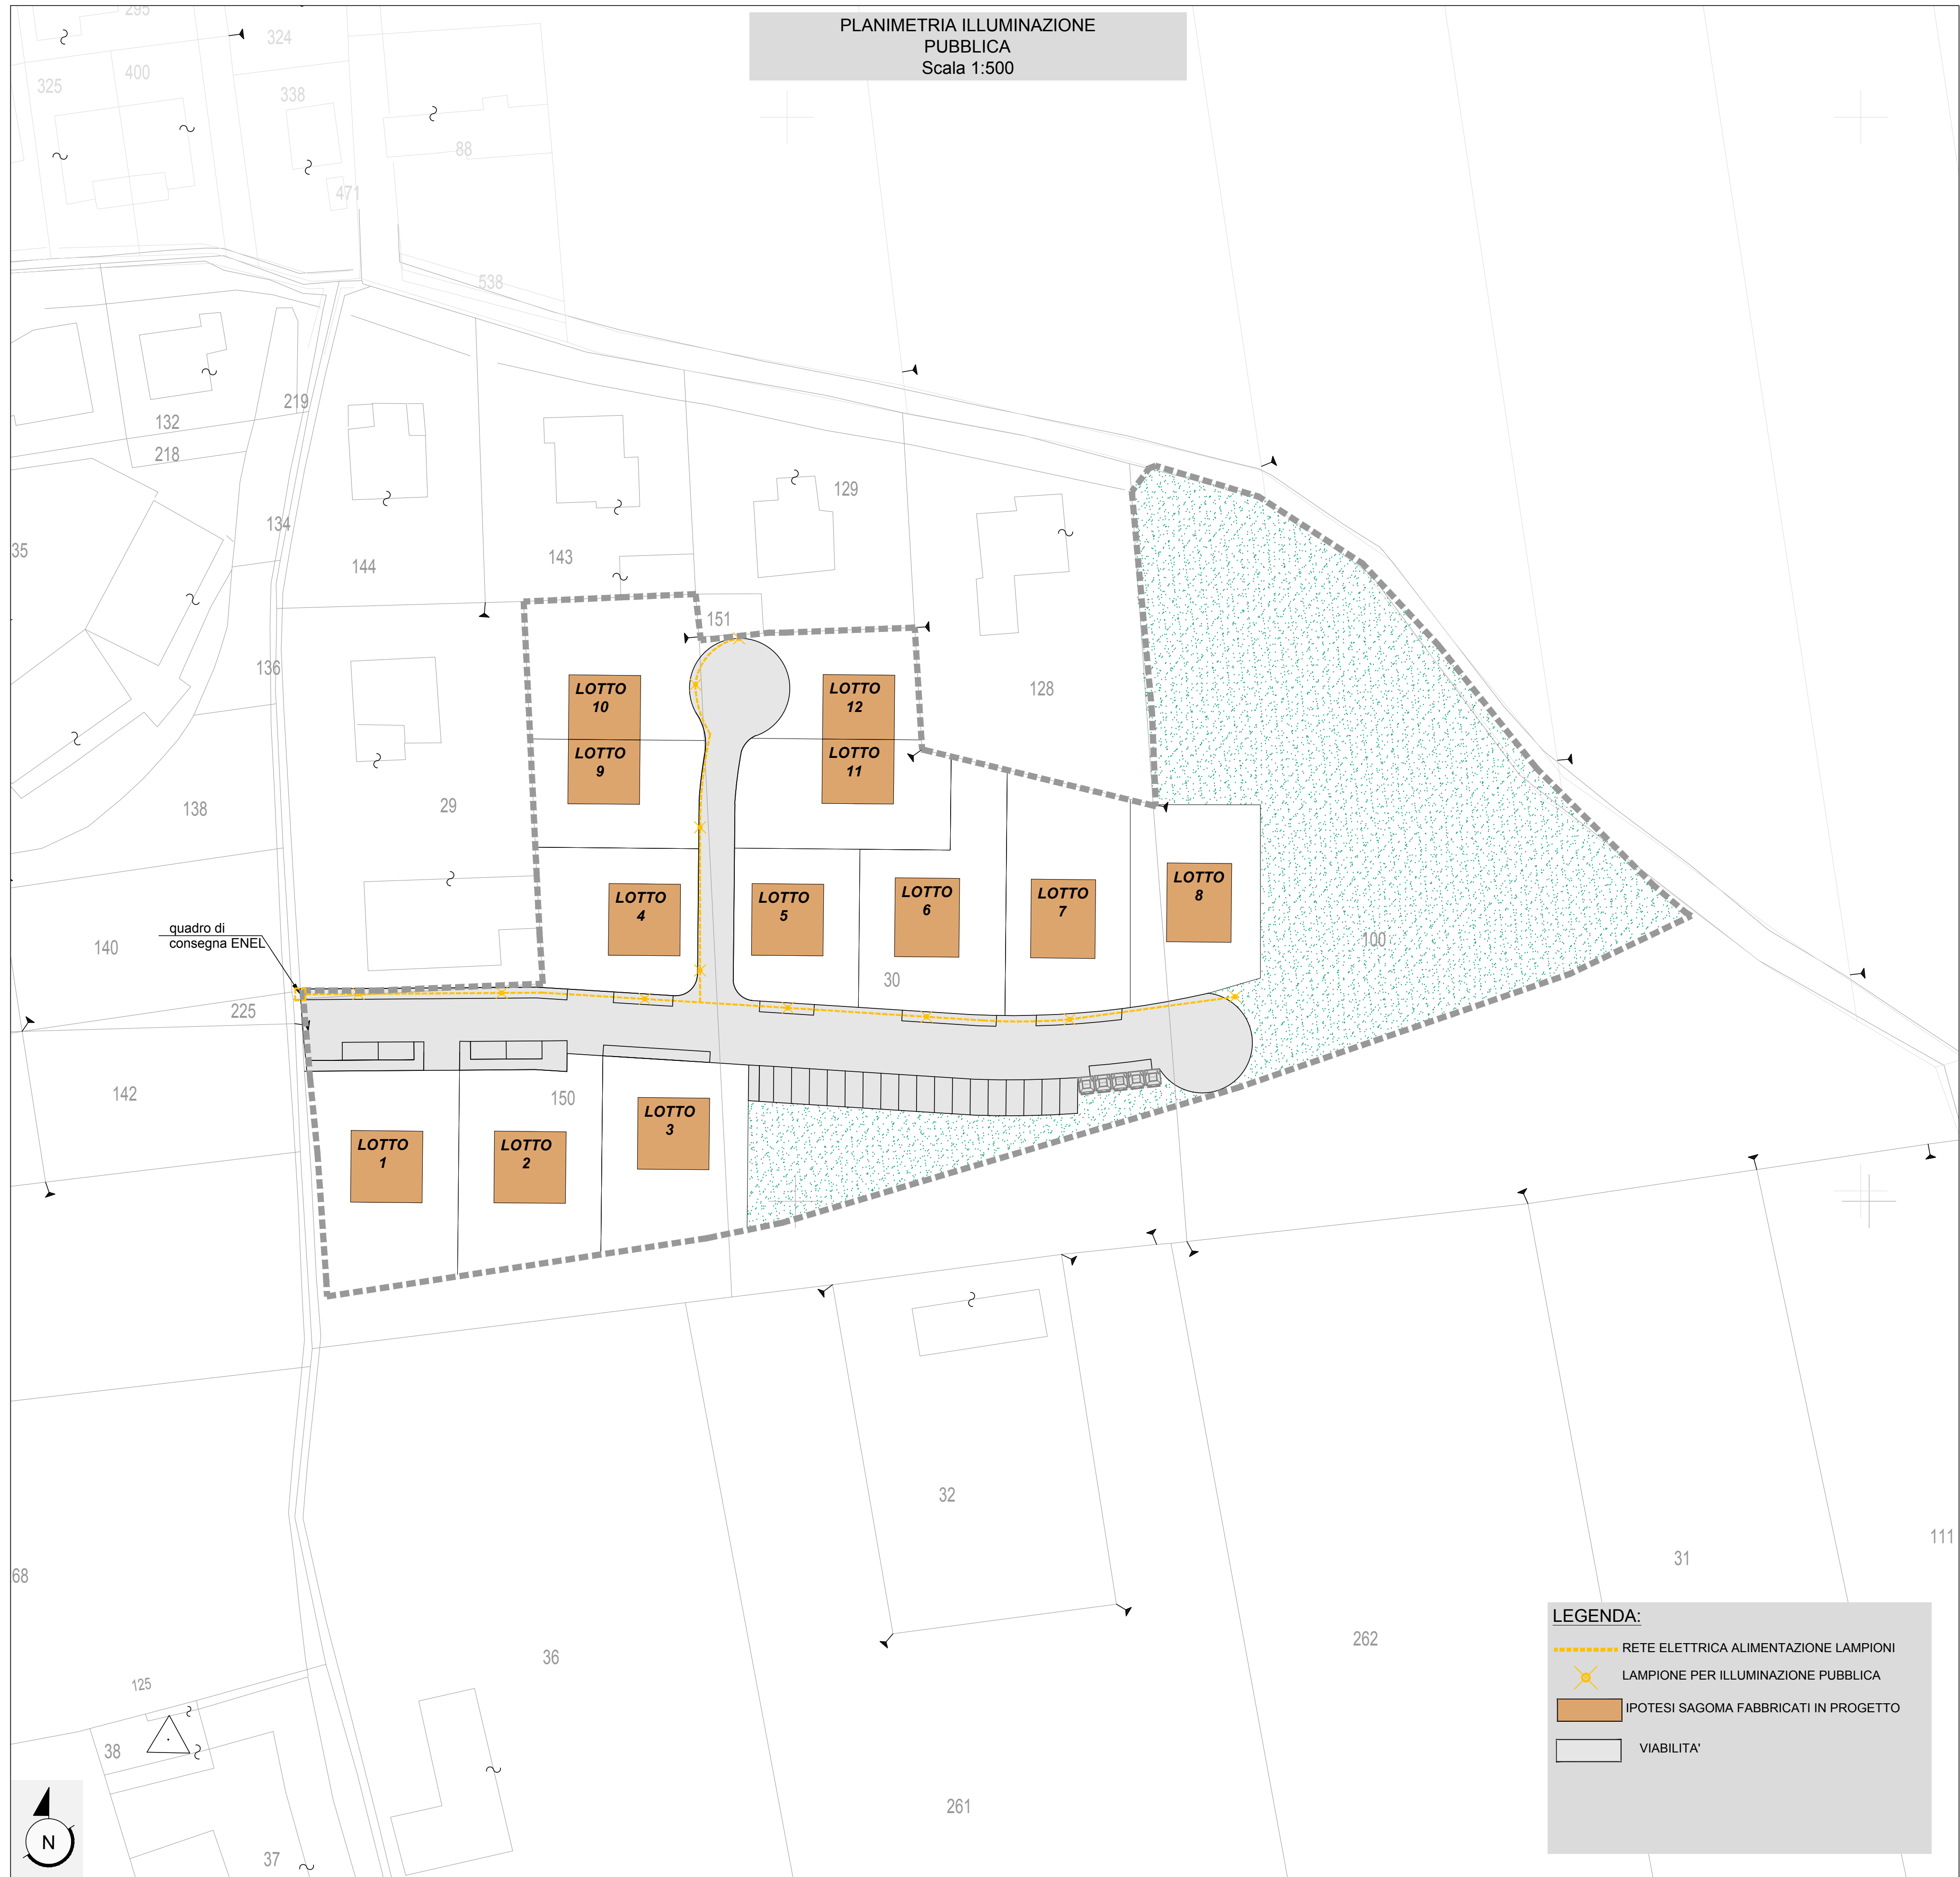 PLANIMETRIA ILLUMINAZIONE
PUBBLICA
Scala 1:500
295
324
400
325
338
88
471
538
219
132
218
129
134
35
143
144
151
136
128
LOTTO
10
LOTTO
12
LOTTO
9
LOTTO
11
138
29
LOTTO
4
LOTTO
5
LOTTO
6
LOTTO
7
LOTTO
8
quadro di
consegna ENEL
140
100
30
225
142
150
LOTTO
1
LOTTO
2
LOTTO
3
32
111
31
68
36
262
125
38
261
37
N
LEGENDA:
RETE ELETTRICA ALIMENTAZIONE LAMPIONI
LAMPIONE PER ILLUMINAZIONE PUBBLICA
IPOTESI SAGOMA FABBRICATI IN PROGETTO
VIABILITA'